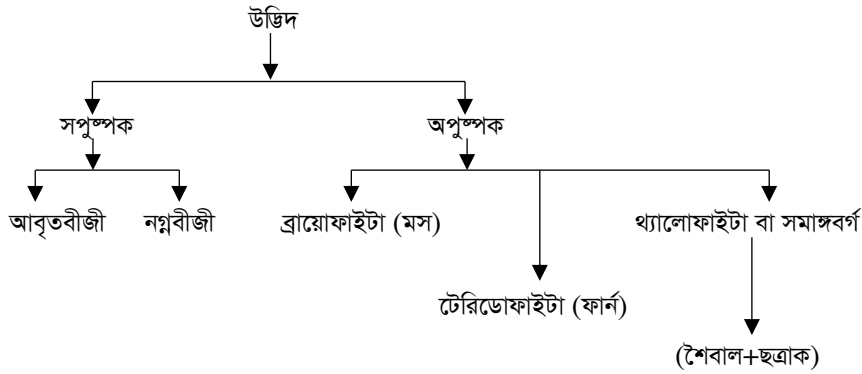 উদ্ভিদ
সপুষ্পক অপুষ্পক
আবৃতবীজী নগ্নবীজী ব্রায়োফাইটা (মস) থ্যালোফাইটা বা সমাঙ্গবর্গ
টেরিডোফাইটা (ফার্ন)
(শৈবাল+ছত্রাক)